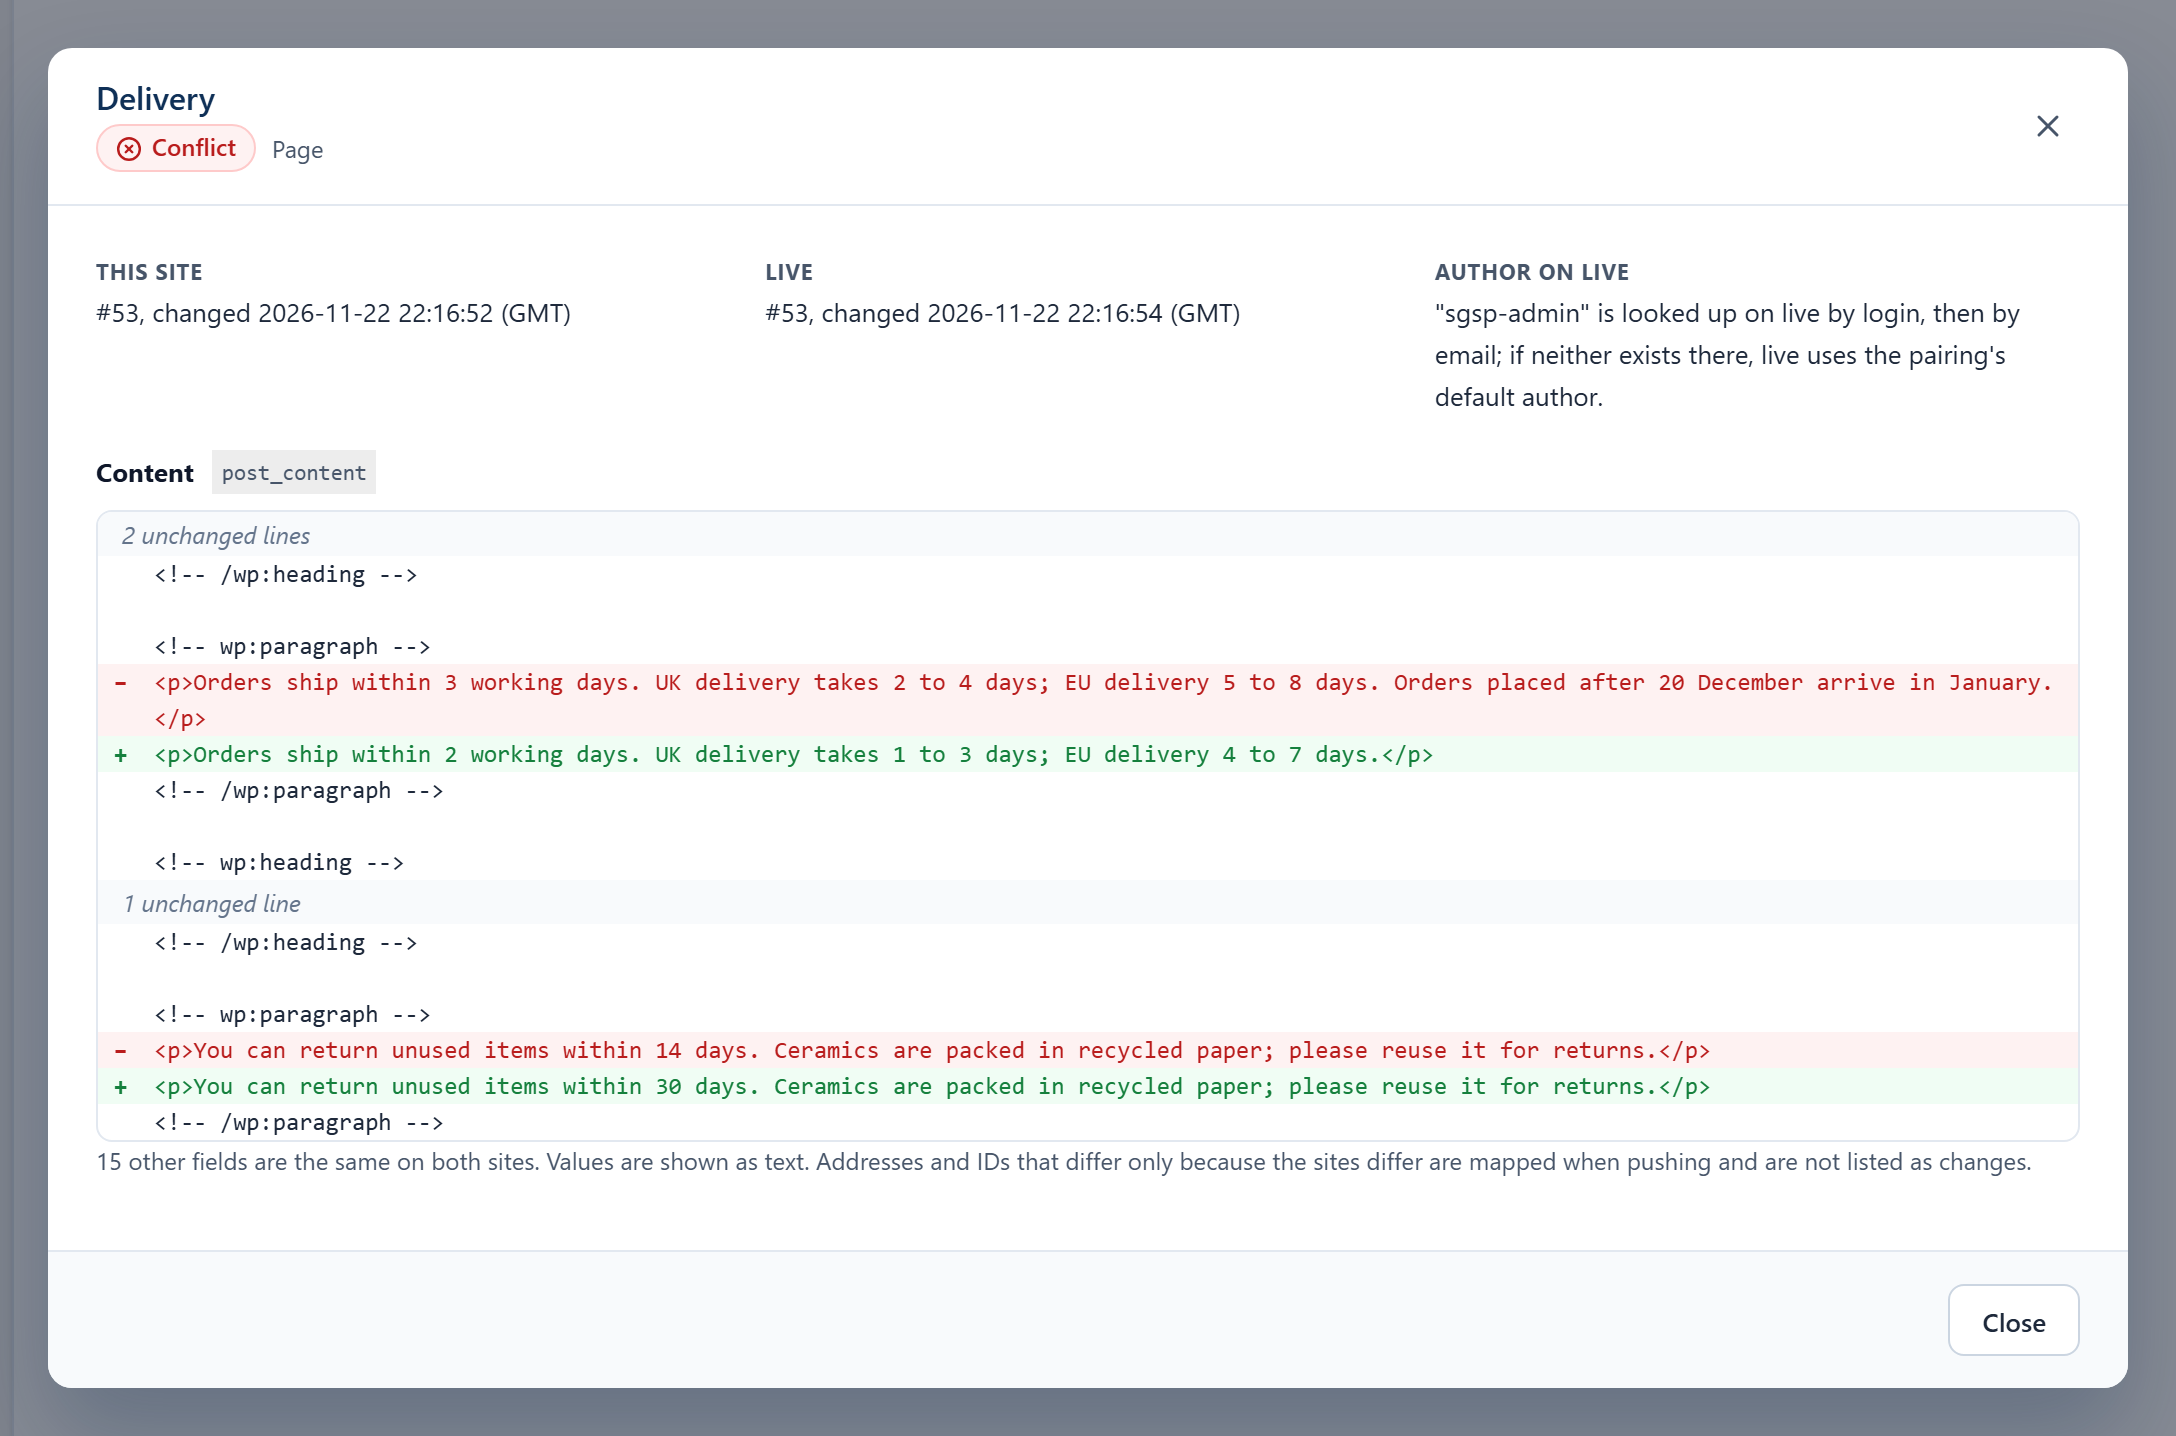 Delivery
Conflict Page
THIS SITE
#53, changed 2026-11-22 22:16:52 (GMT)
LIVE
#53, changed 2026-11-22 22:16:54 (GMT)
AUTHOR ON LIVE
"sgsp-admin" is looked up on live by login, then by
email; if neither exists there, live uses the pairing's
default author.
Content post_content
2 unchanged lines
<!-- /wp:heading -->
<!-- wp:paragraph -->
- <p>Orders ship within 3 working days. UK delivery takes 2 to 4 days; EU delivery 5 to 8 days. Orders placed after 20 December arrive in January.
</p>
+ <p>Orders ship within 2 working days. UK delivery takes 1 to 3 days; EU delivery 4 to 7 days.</p>
<!-- /wp:paragraph -->
<!-- wp:heading -->
1 unchanged line
<!-- /wp:heading -->
<!-- wp:paragraph -->
- <p>You can return unused items within 14 days. Ceramics are packed in recycled paper; please reuse it for returns.</p>
+ <p>You can return unused items within 30 days. Ceramics are packed in recycled paper; please reuse it for returns.</p>
<!-- /wp:paragraph -->
15 other fields are the same on both sites. Values are shown as text. Addresses and IDs that differ only because the sites differ are mapped when pushing and are not listed as changes.
Close